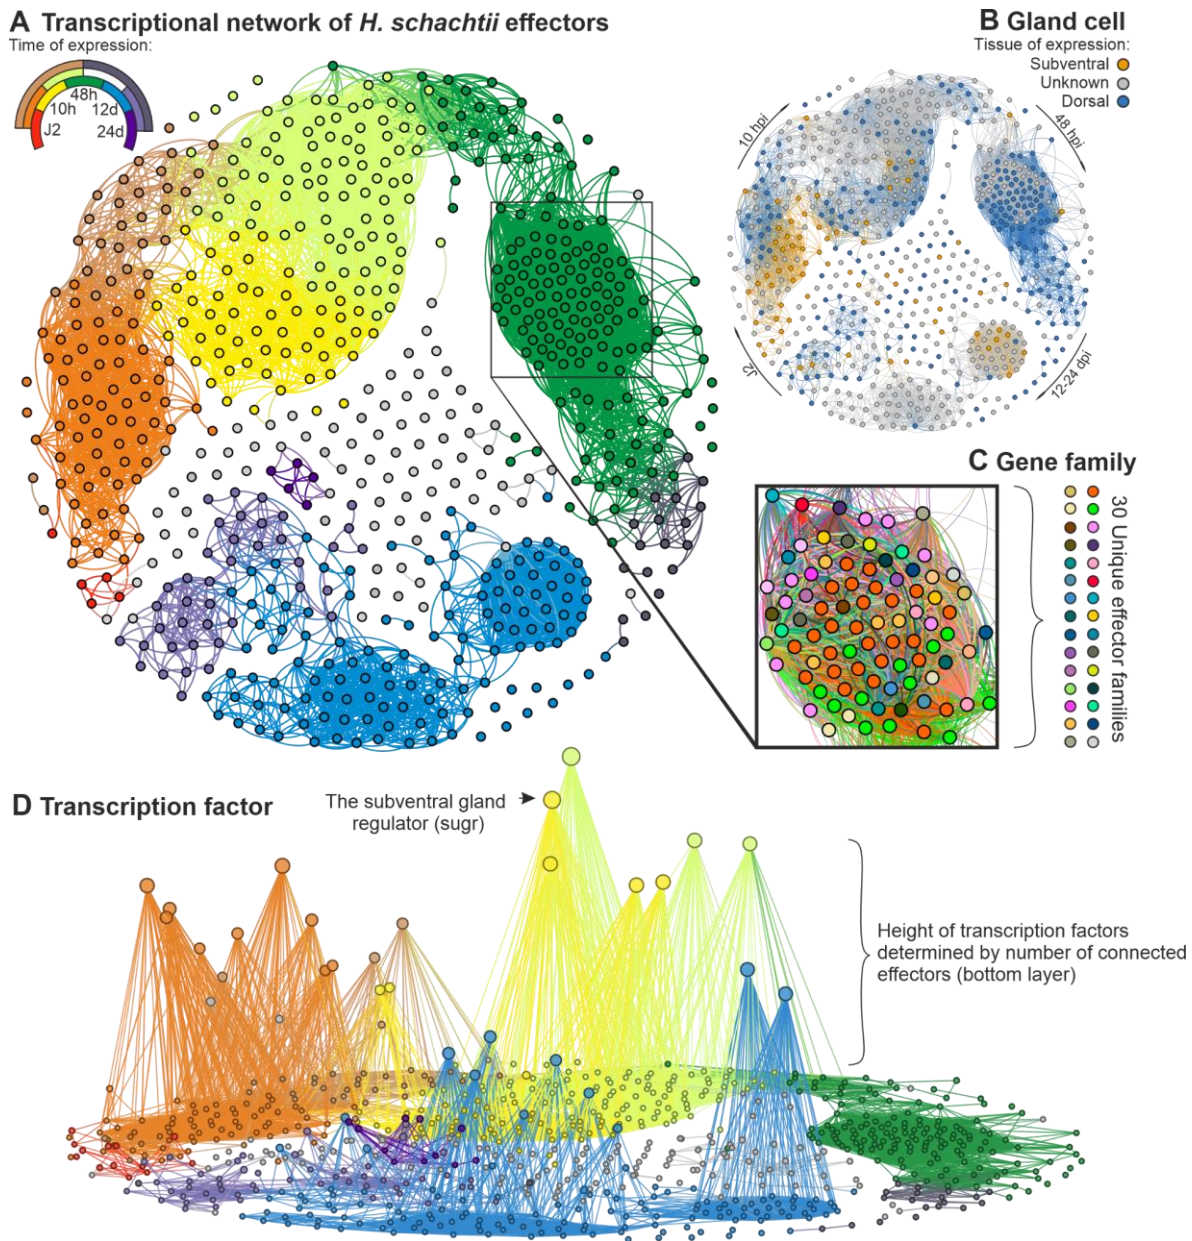 A Transcriptional network of H. schachtii effectors
Time of expression:
48h
10h
12d
J2
24d
B Gland cell
Tissue of expression:
Subventral
Unknown
Dorsal
10 hpi
48 hpi
J2
12-24 dpi
C Gene family
30 Unique effector families
D Transcription factor
The subventral gland
regulator (sugr)
Height of transcription factors
determined by number of connected
effectors (bottom layer)